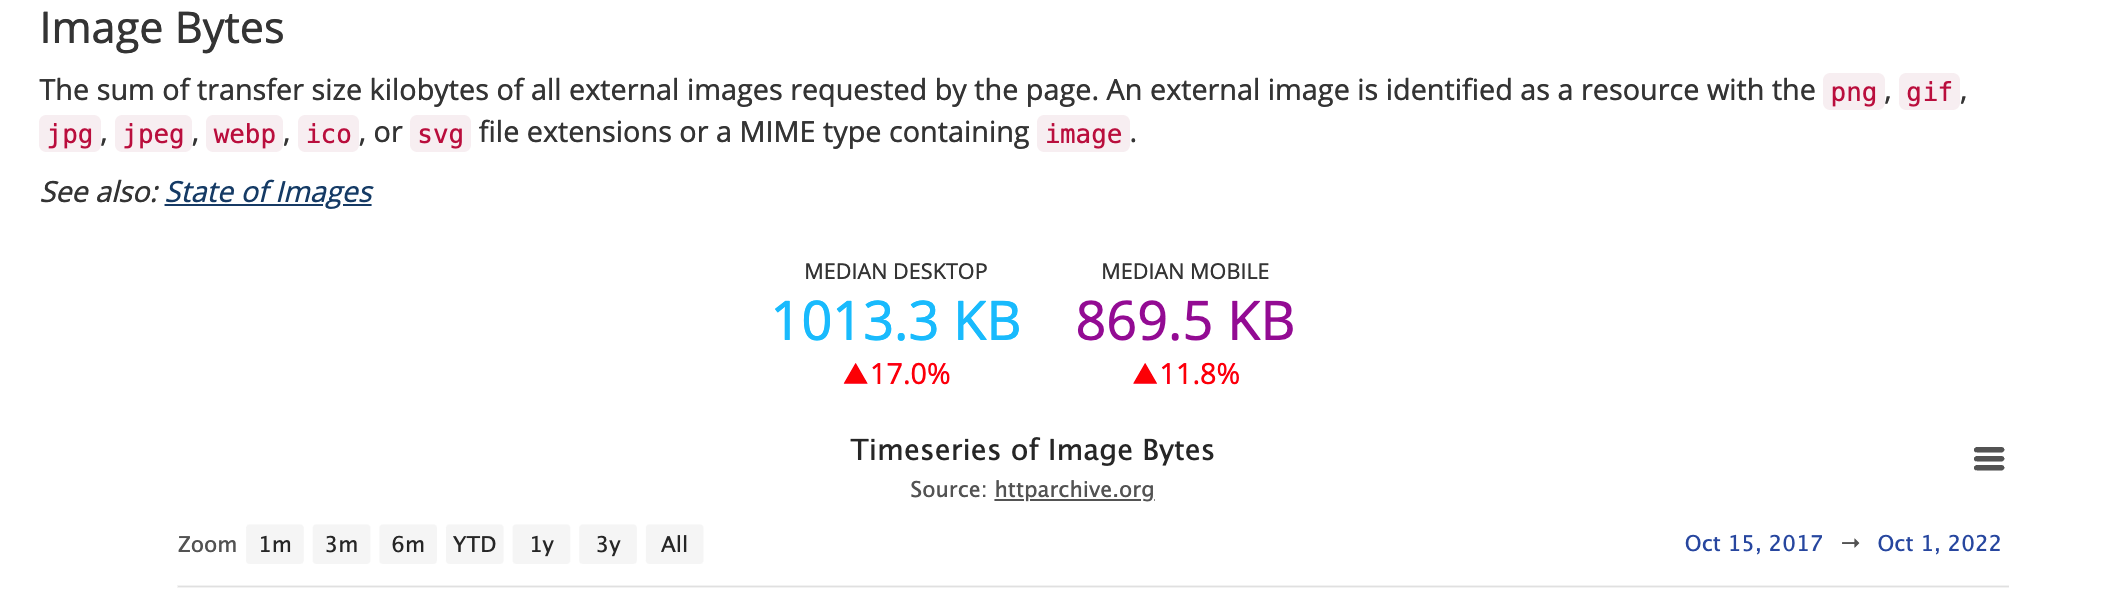 Image Bytes
The sum of transfer size kilobytes of all external images requested by the page. An external image is identified as a resource with the png, gif,
jpg, jpeg, webp, ico, or svg file extensions or a MIME type containing image.
See also: State of Images
MEDIAN DESKTOP MEDIAN MOBILE
1013.3 KB 869.5 KB
▲17.0% ▲11.8%
Timeseries of Image Bytes
Source: httparchive.org
Zoom 1m 3m 6m YTD 1y 3y All Oct 15, 2017 → Oct 1, 2022